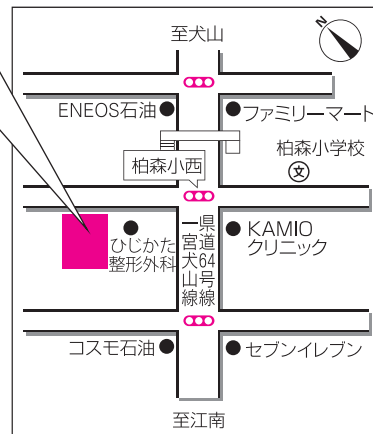 至犬山
N
ENEOS石油
ファミリーマート
柏森小学校
文
柏森小西
ひじかた
整形外科
県道64号線
一宮犬山線
KAMIO
クリニック
コスモ石油
セブンイレブン
至江南